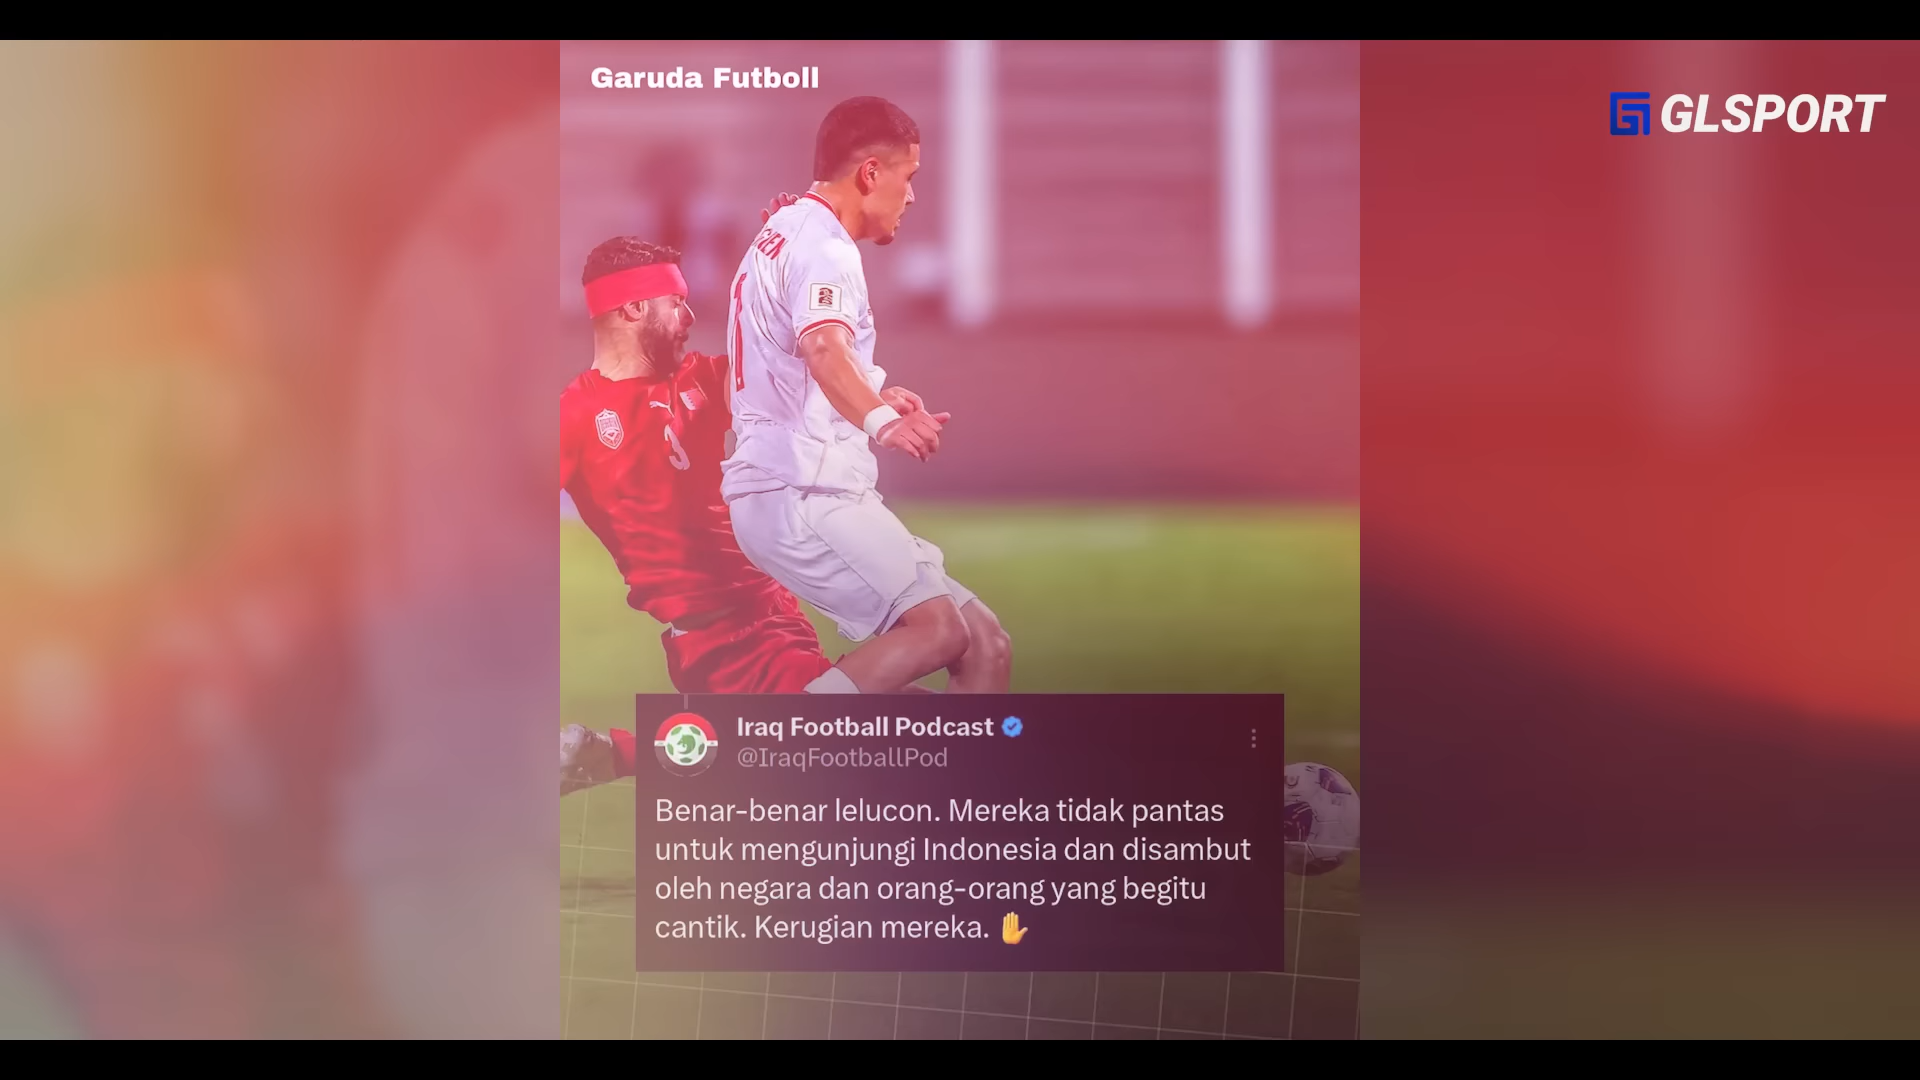 Garuda Futboll
GLSPORT
3
Iraq Football Podcast
@IraqFootballPod
Benar-benar lelucon. Mereka tidak pantas
untuk mengunjungi Indonesia dan disambut
oleh negara dan orang-orang yang begitu
cantik. Kerugian mereka. ✋